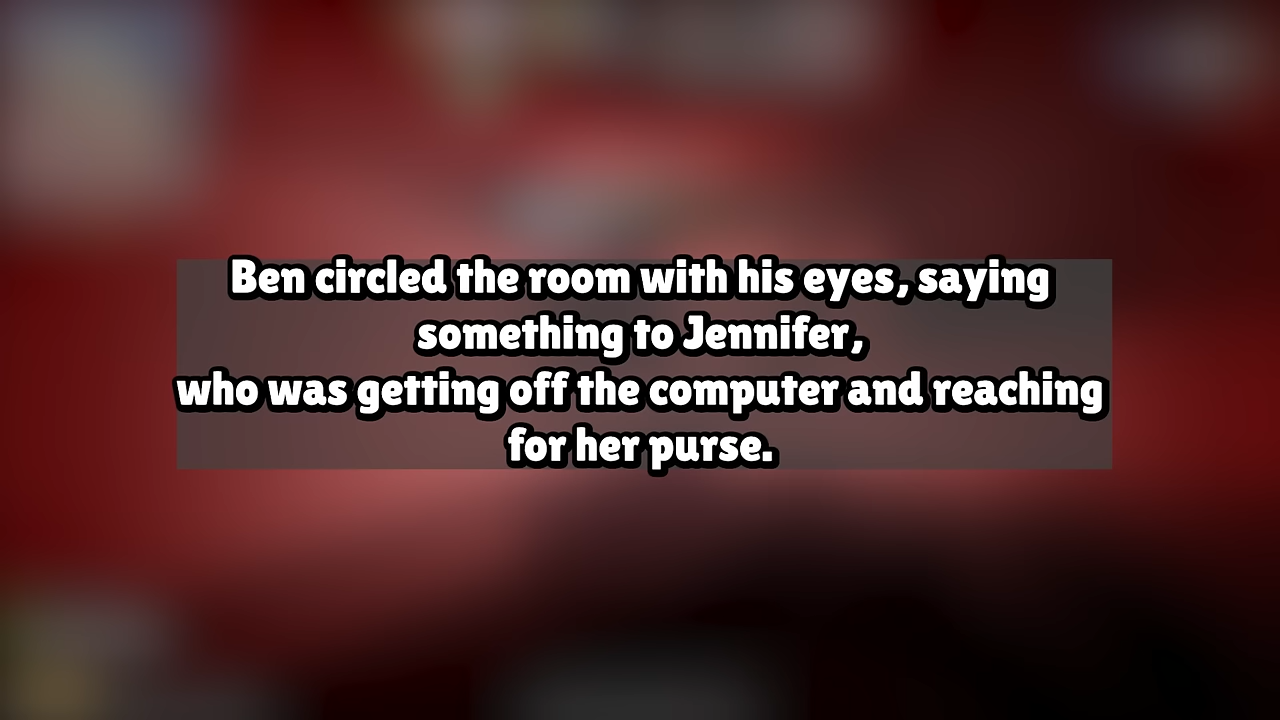 Ben circled the room with his eyes, saying
something to Jennifer,
who was getting off the computer and reaching
for her purse.